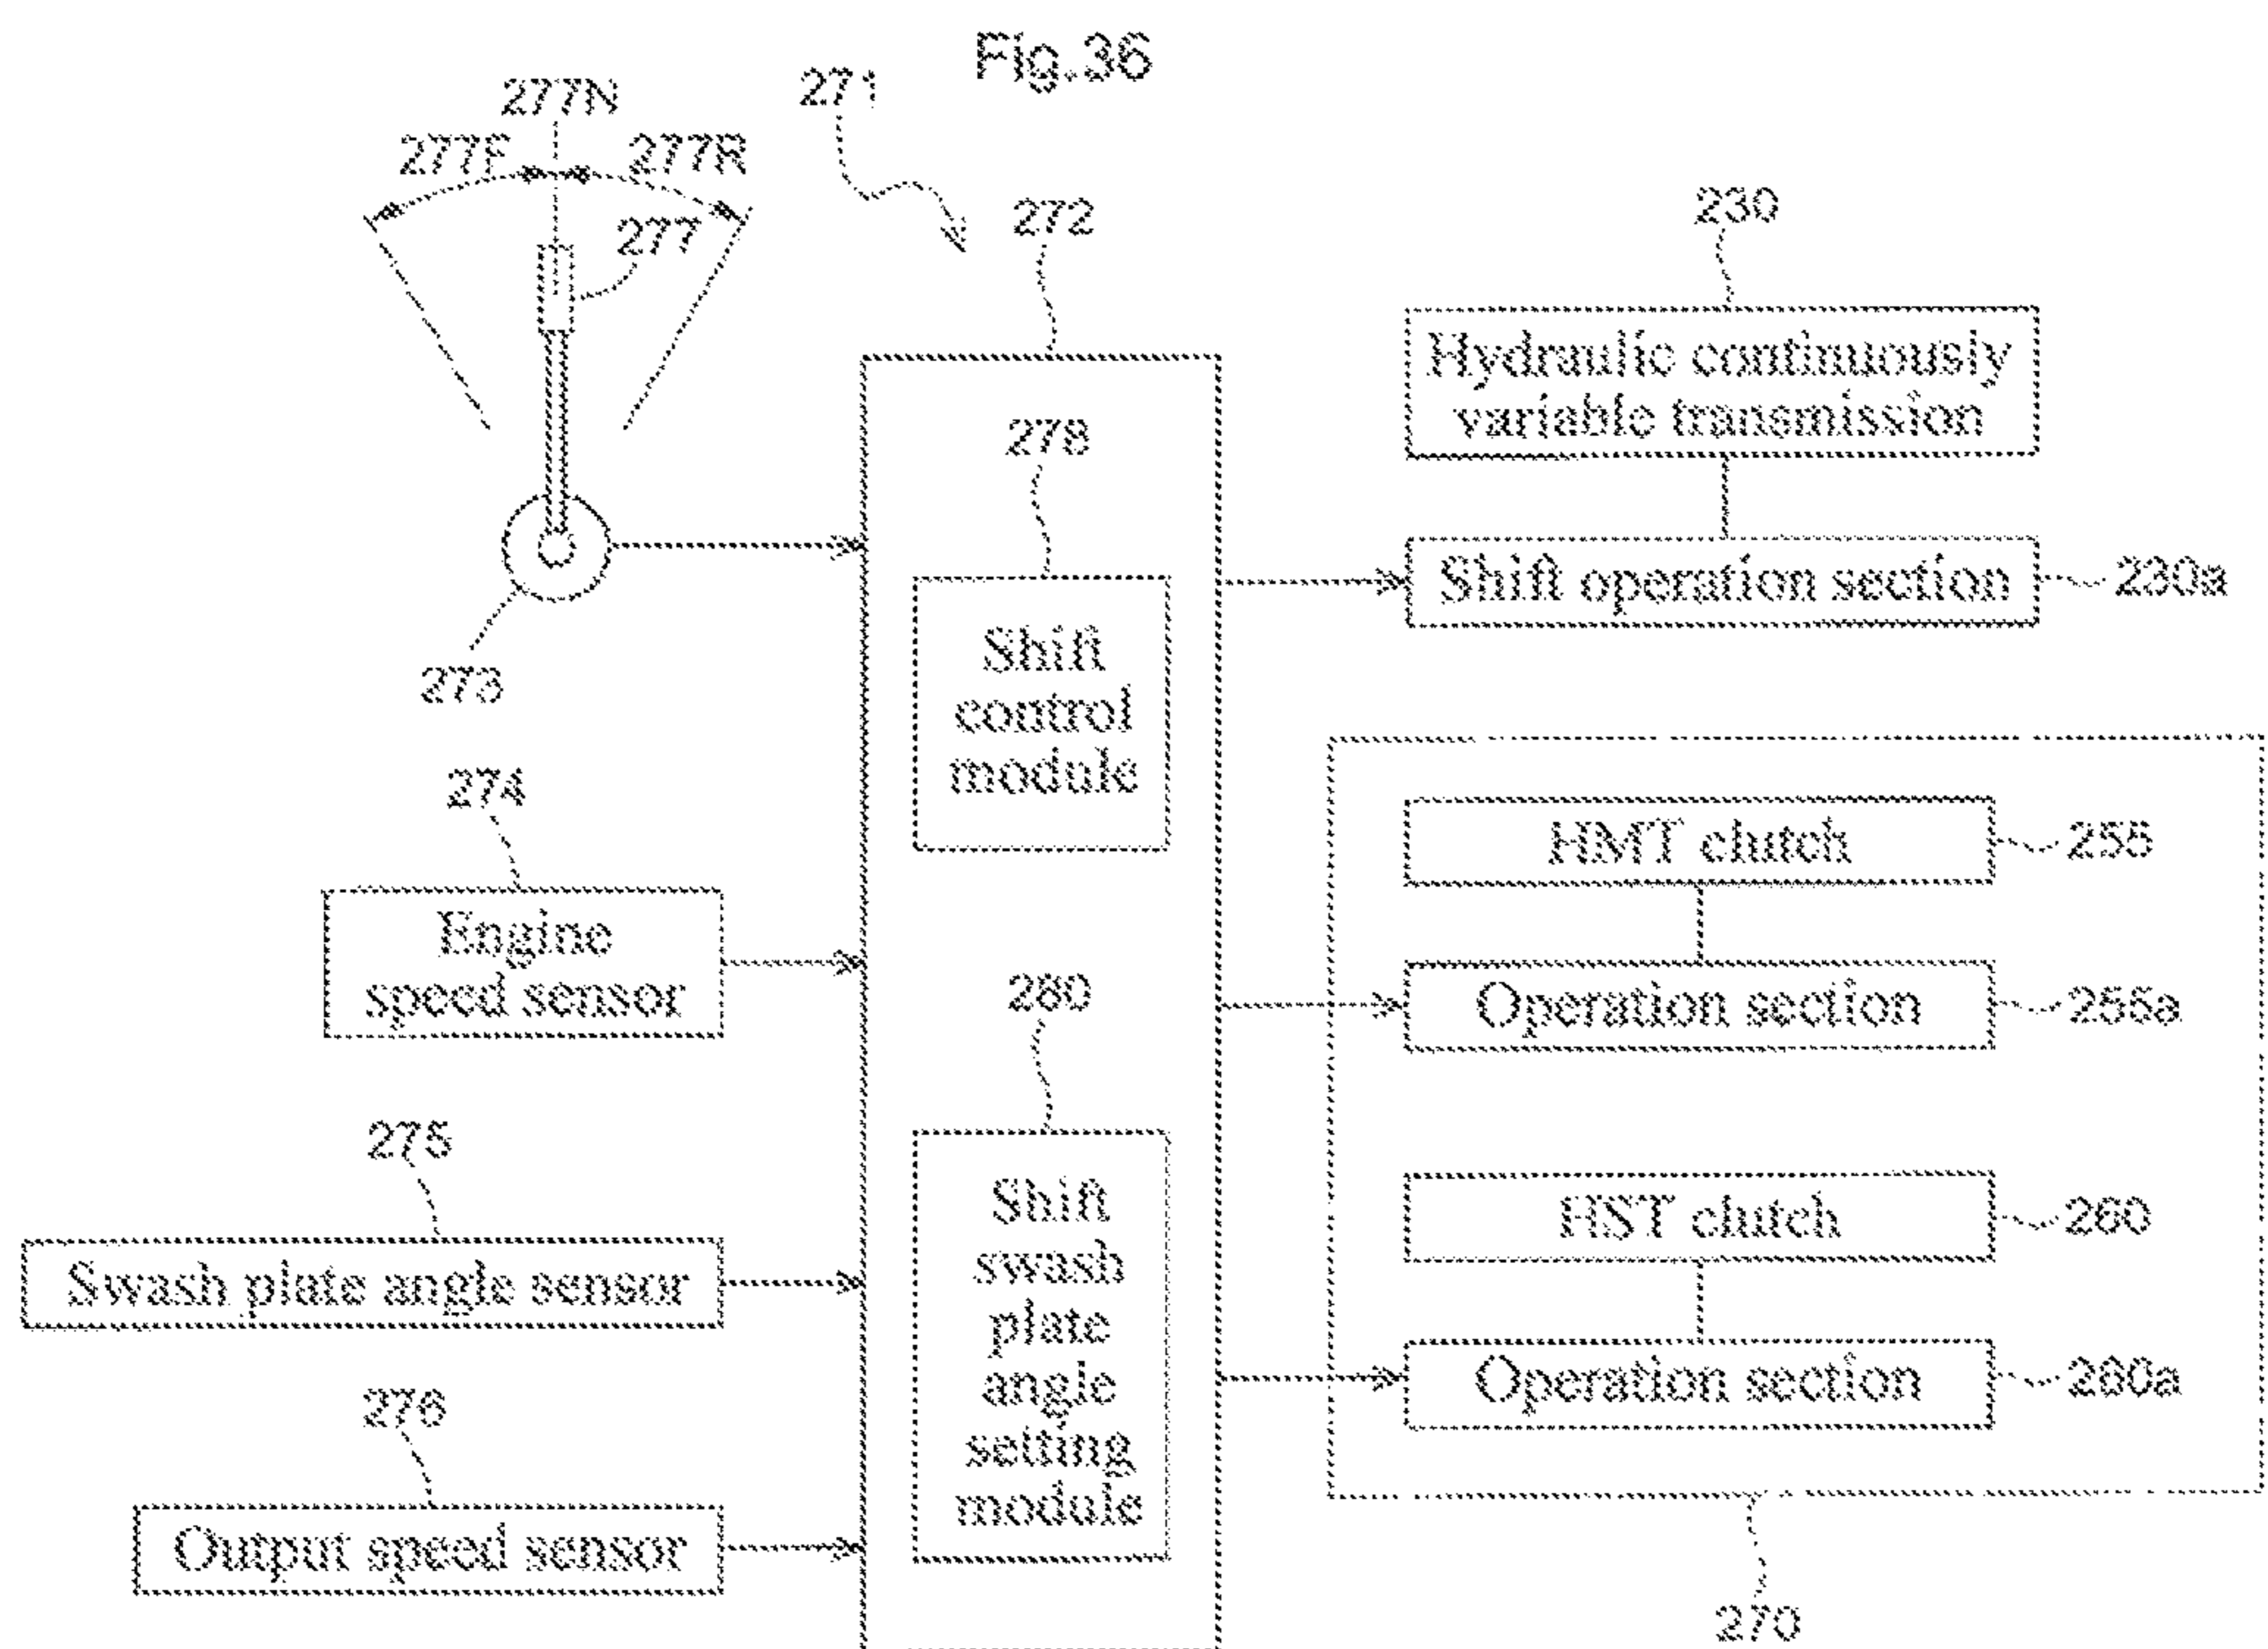 Fig.36
271
277N
277F
277R
277
272
230
Hydraulic continuously
variable transmission
278
Shift operation section
230a
Shift
control
module
273
274
HMT clutch
255
Engine
speed sensor
280
Operation section
255a
275
Shift
swash
plate
angle
setting
module
HST clutch
260
Swash plate angle sensor
Operation section
260a
276
Output speed sensor
270